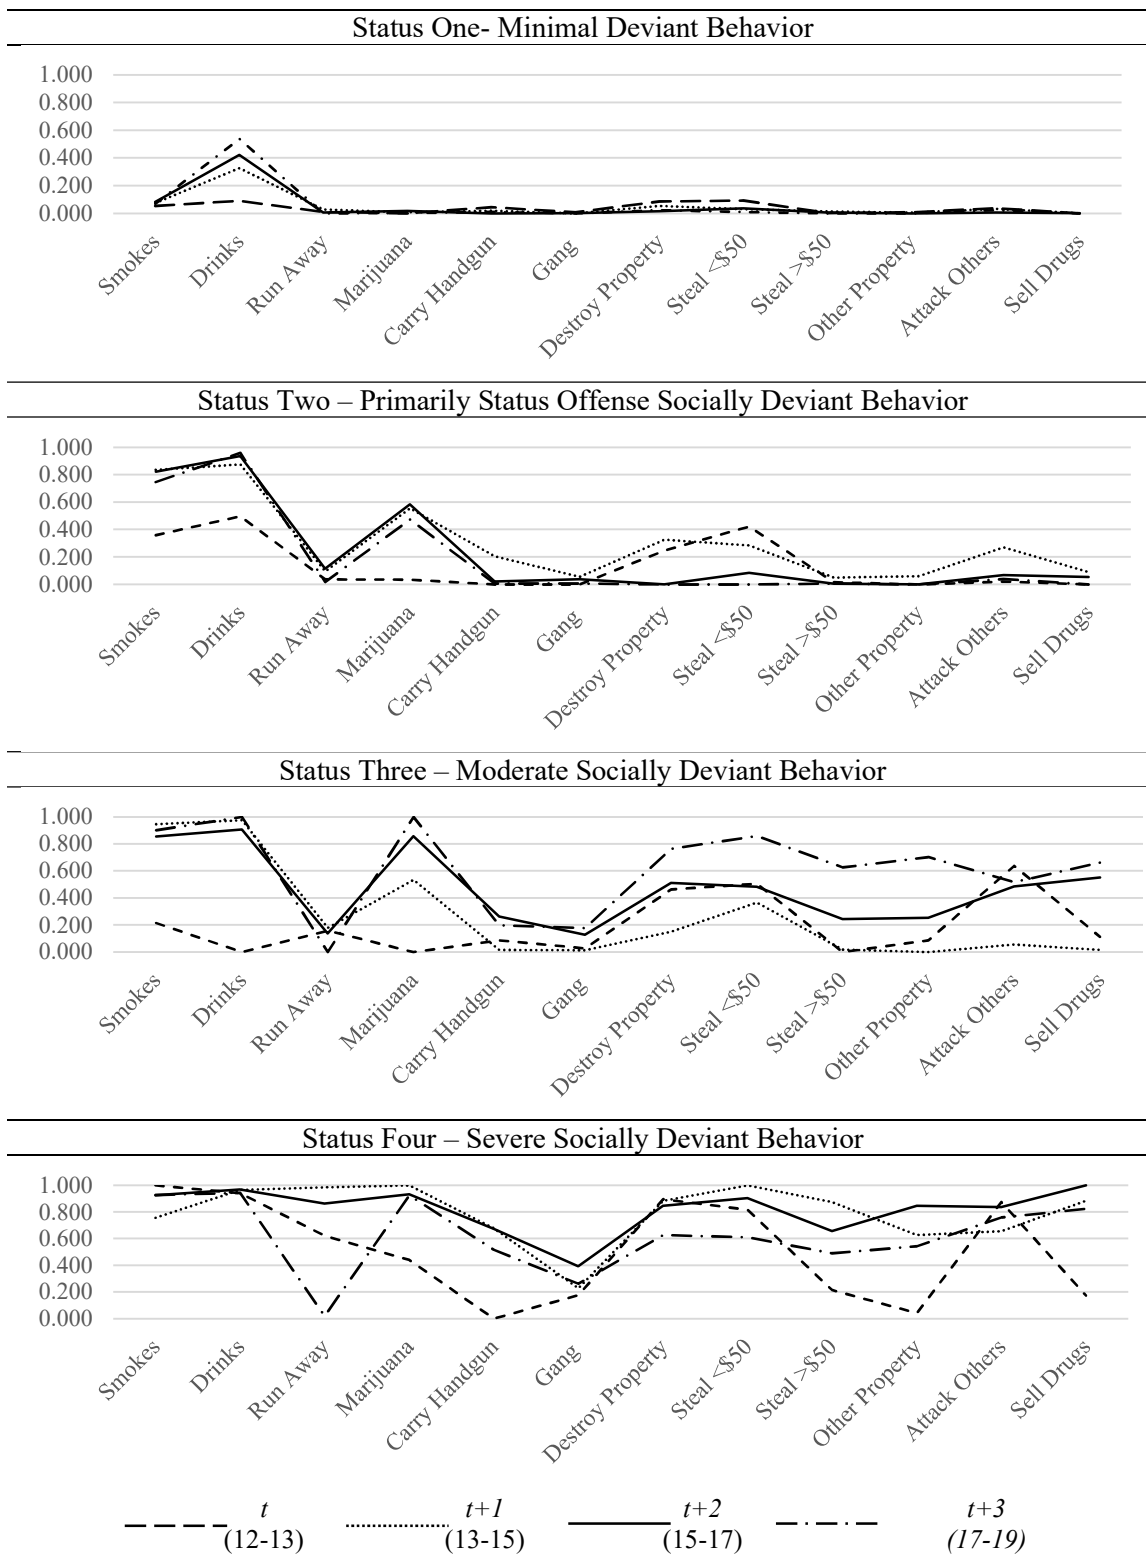 Status One- Minimal Deviant Behavior
1.000
0.800
0.600
0.400
0.200
0.000
Smokes
Drinks
Run Away
Marijuana
Carry Handgun
Gang
Destroy Property
Steal <$50
Steal >$50
Other Property
Attack Others
Sell Drugs
Status Two – Primarily Status Offense Socially Deviant Behavior
1.000
0.800
0.600
0.400
0.200
0.000
Smokes
Drinks
Run Away
Marijuana
Carry Handgun
Gang
Destroy Property
Steal <$50
Steal >$50
Other Property
Attack Others
Sell Drugs
Status Three – Moderate Socially Deviant Behavior
1.000
0.800
0.600
0.400
0.200
0.000
Smokes
Drinks
Run Away
Marijuana
Carry Handgun
Gang
Destroy Property
Steal <$50
Steal >$50
Other Property
Attack Others
Sell Drugs
Status Four – Severe Socially Deviant Behavior
1.000
0.800
0.600
0.400
0.200
0.000
Smokes
Drinks
Run Away
Marijuana
Carry Handgun
Gang
Destroy Property
Steal <$50
Steal >$50
Other Property
Attack Others
Sell Drugs
t t+1 t+2 t+3
(12-13) (13-15) (15-17) (17-19)